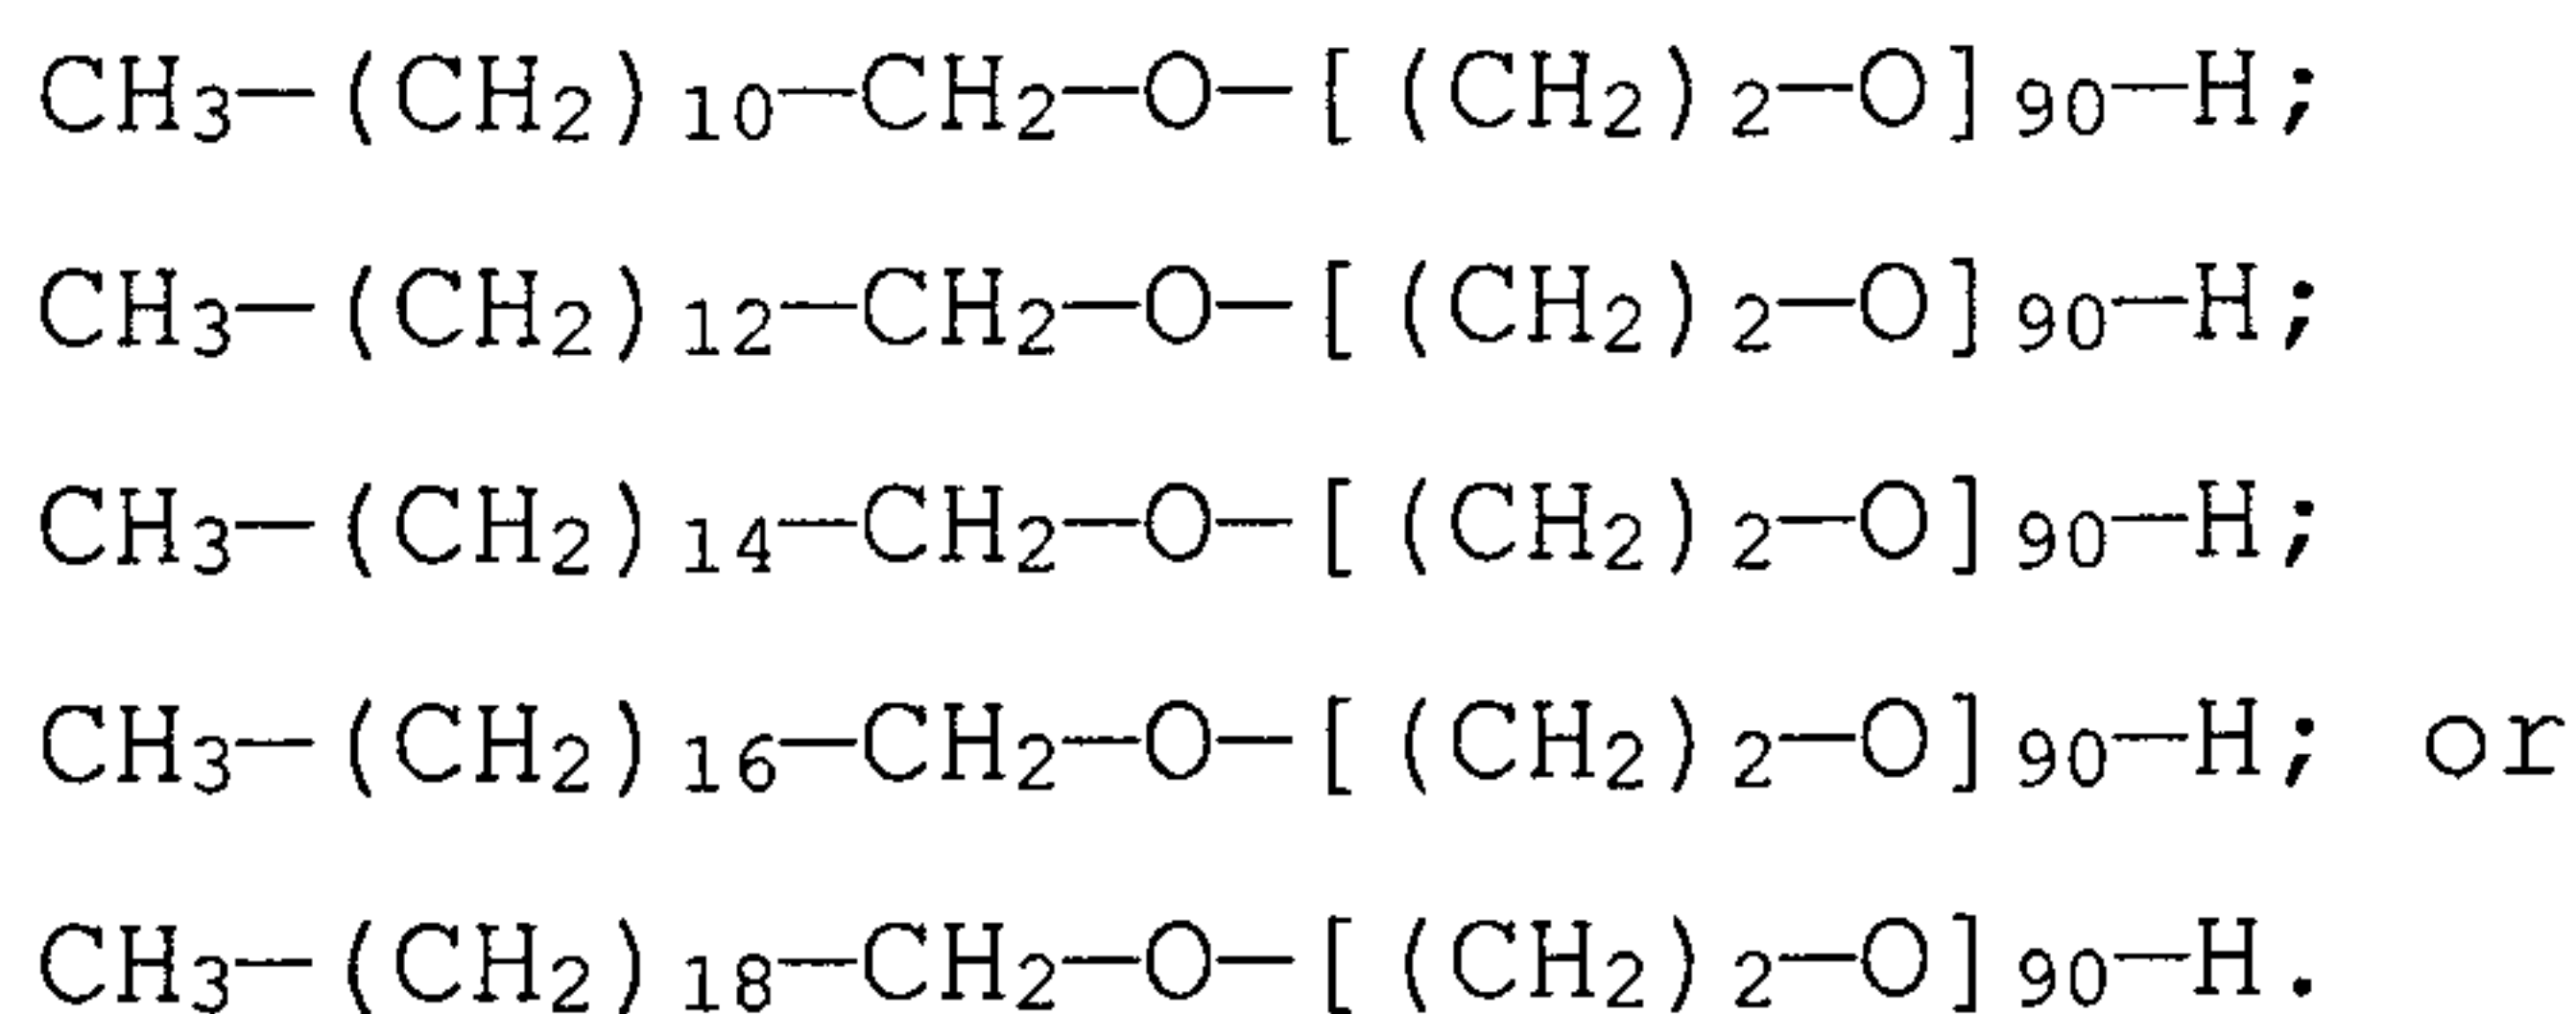 CH₃—(CH₂)₁₀—CH₂—O—[(CH₂)₂—O]₉₀—H;
CH₃—(CH₂)₁₂—CH₂—O—[(CH₂)₂—O]₉₀—H;
CH₃—(CH₂)₁₄—CH₂—O—[(CH₂)₂—O]₉₀—H;
CH₃—(CH₂)₁₆—CH₂—O—[(CH₂)₂—O]₉₀—H; or
CH₃—(CH₂)₁₈—CH₂—O—[(CH₂)₂—O]₉₀—H.